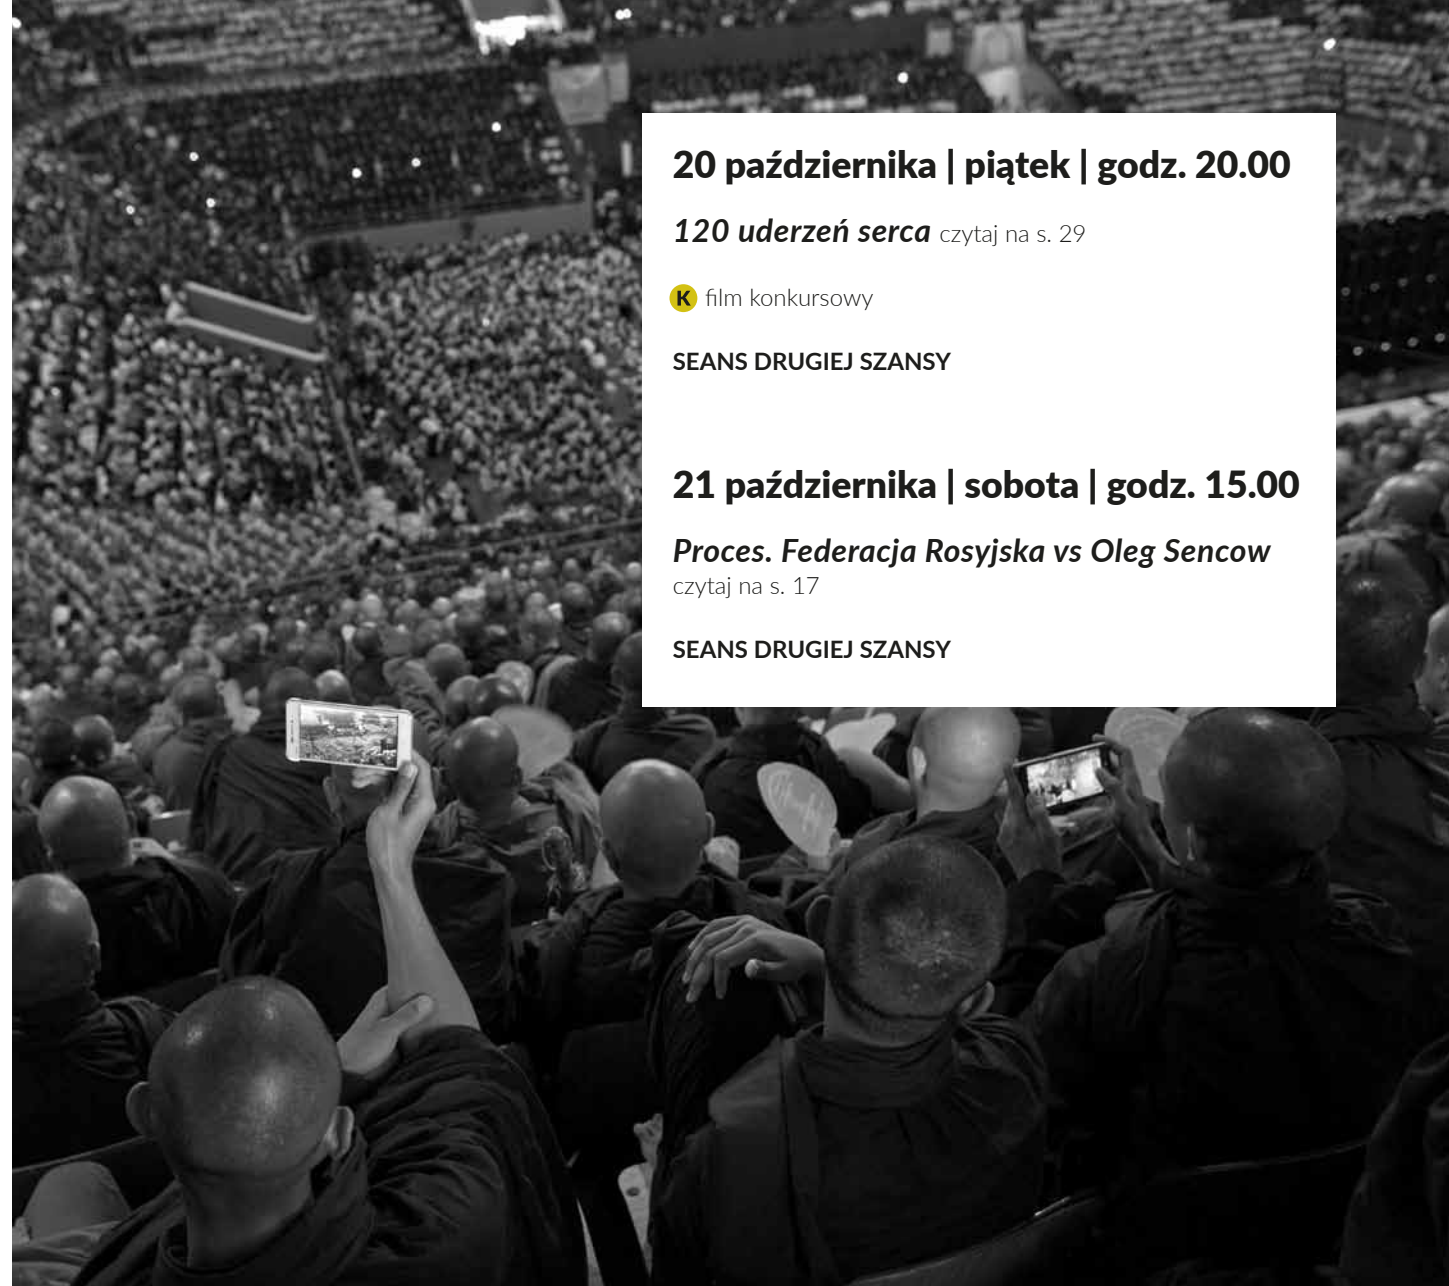 20 października | piątek | godz. 20.00
120 uderzeń serca czytaj na s. 29
K film konkursowy
SEANS DRUGIEJ SZANSY
21 października | sobota | godz. 15.00
Proces. Federacja Rosyjska vs Oleg Sencow
czytaj na s. 17
SEANS DRUGIEJ SZANSY